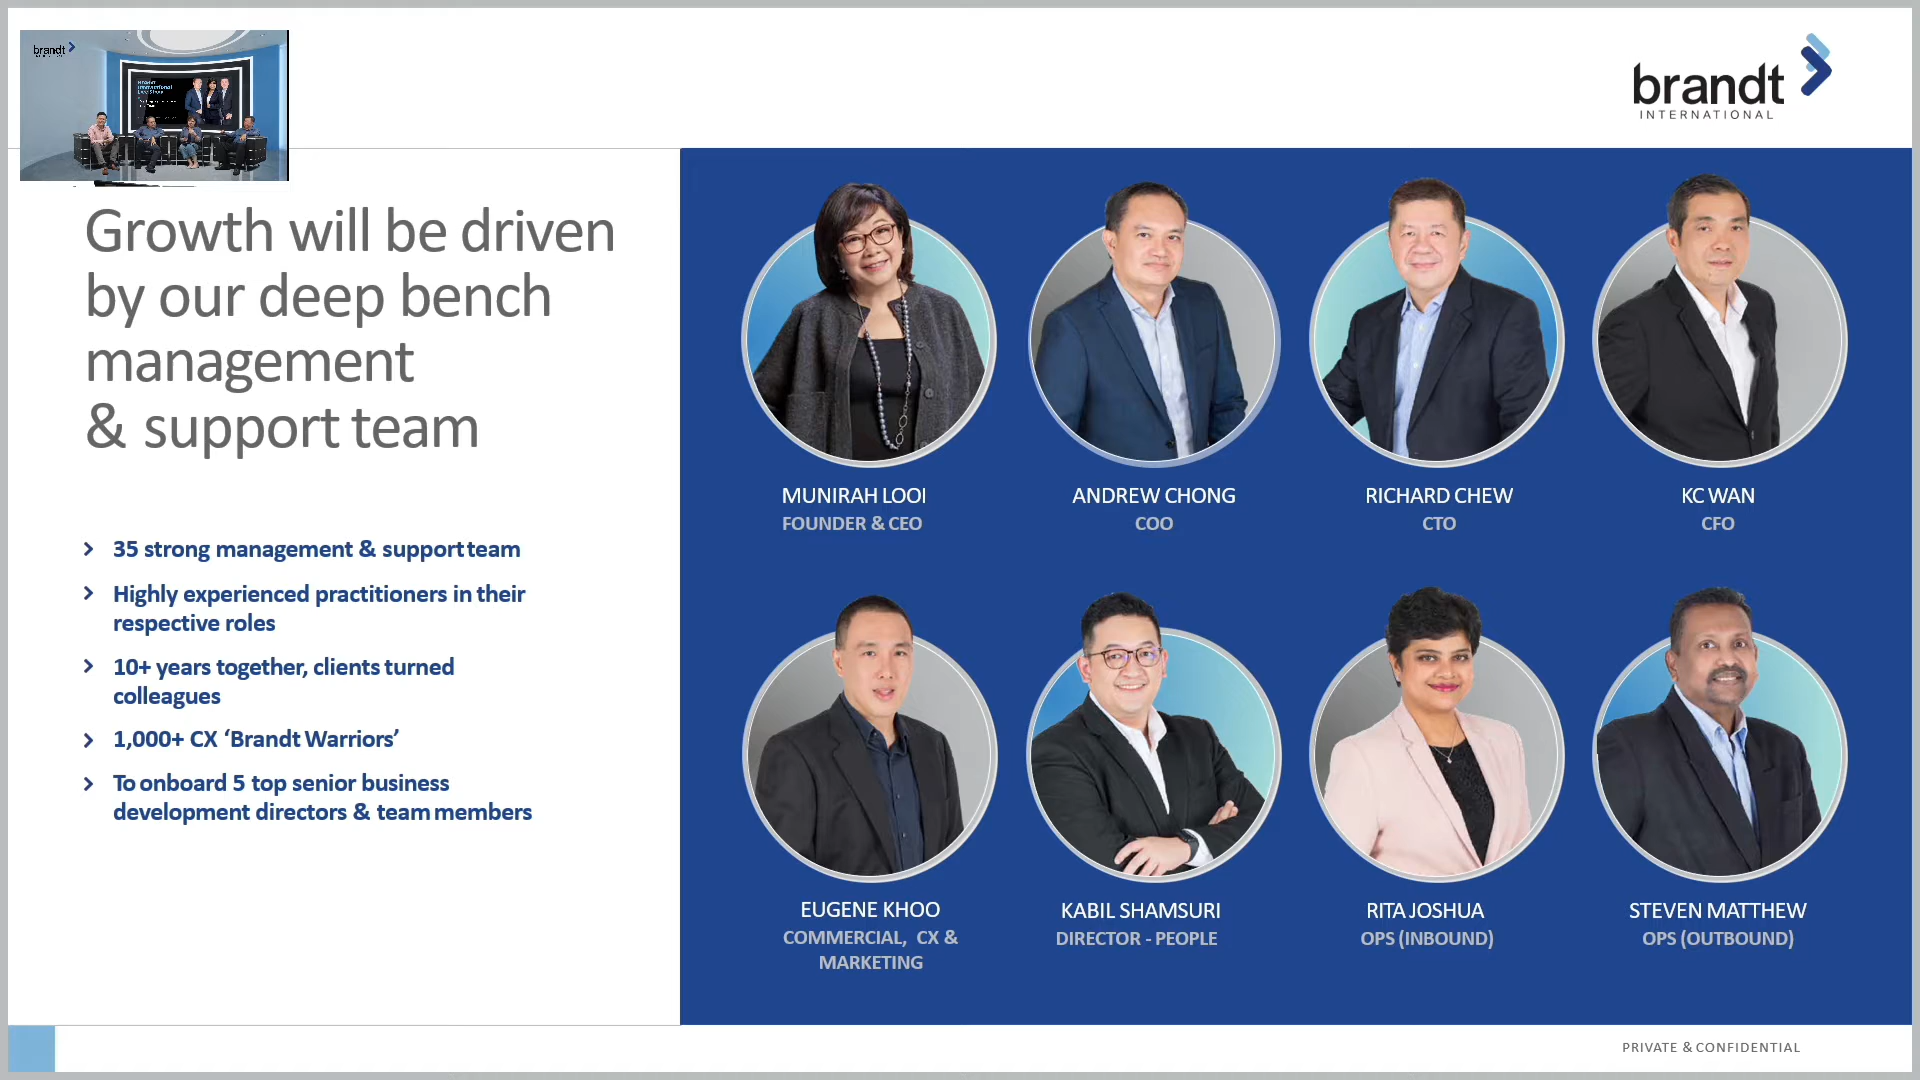 brandt
brandt
INTERNATIONAL
Growth will be driven
by our deep bench
management
& support team
35 strong management & support team
Highly experienced practitioners in their
respective roles
10+ years together, clients turned
colleagues
1,000+ CX ‘Brandt Warriors’
To onboard 5 top senior business
development directors & team members
MUNIRAH LOOI
FOUNDER & CEO
ANDREW CHONG
COO
RICHARD CHEW
CTO
KC WAN
CFO
EUGENE KHOO
COMMERCIAL, CX &
MARKETING
KABIL SHAMSURI
DIRECTOR - PEOPLE
RITA JOSHUA
OPS (INBOUND)
STEVEN MATTHEW
OPS (OUTBOUND)
PRIVATE & CONFIDENTIAL